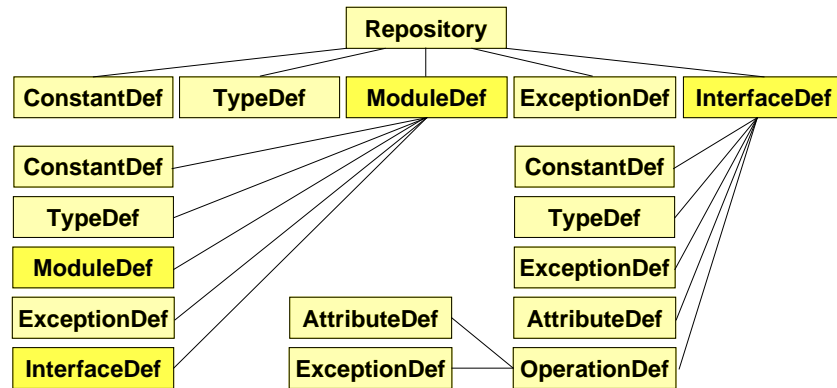 Repository
ConstantDef TypeDef ModuleDef ExceptionDef InterfaceDef
ConstantDef ConstantDef
TypeDef TypeDef
ModuleDef ExceptionDef
ExceptionDef AttributeDef AttributeDef
InterfaceDef ExceptionDef OperationDef